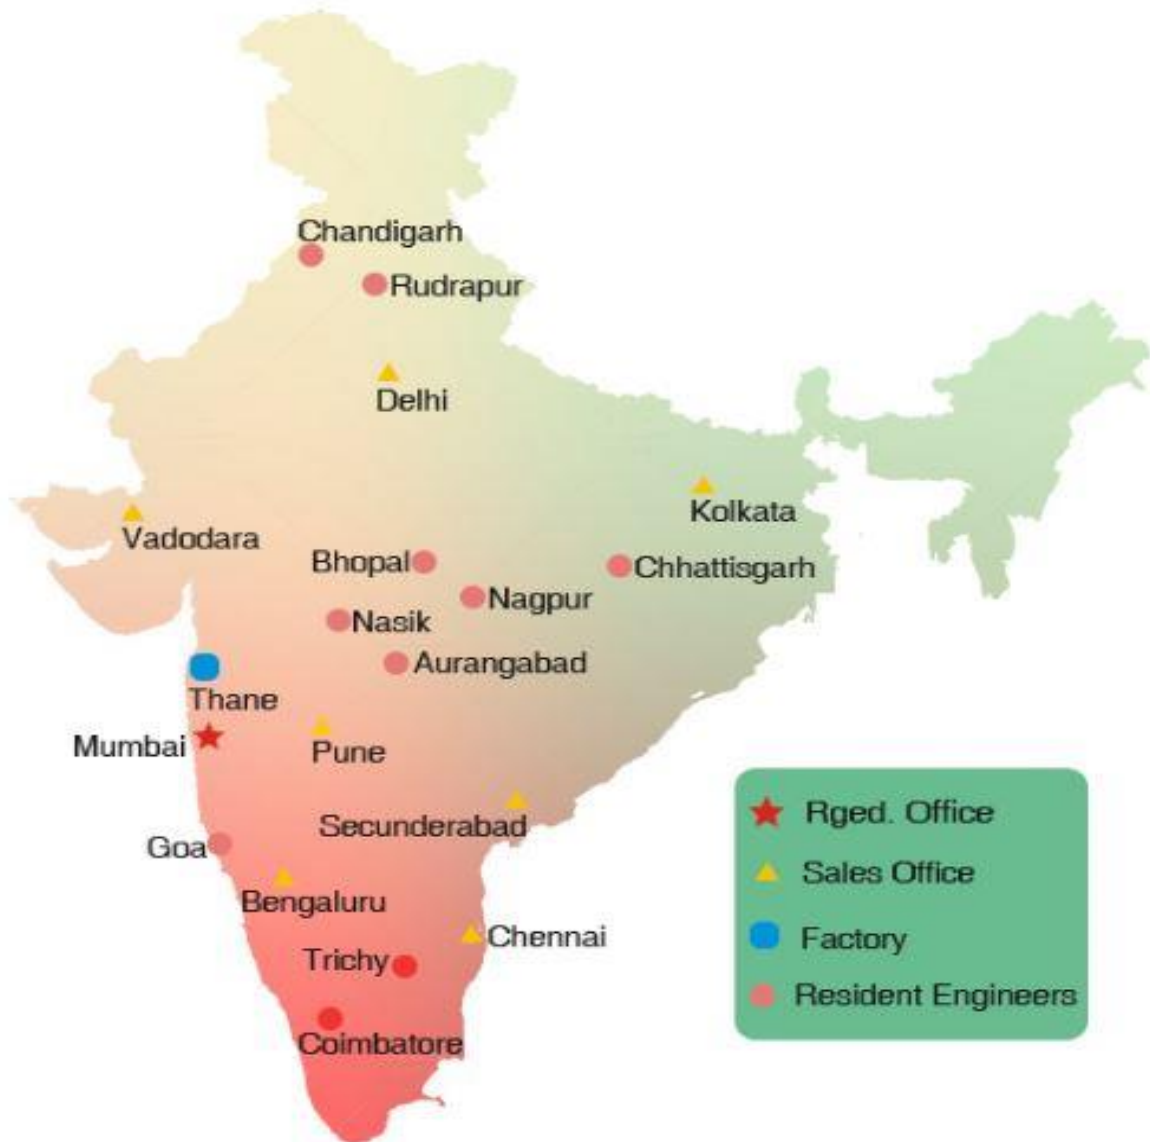 Chandigarh
Rudrapur
Delhi
Kolkata
Vadodara
Bhopal
Chhattisgarh
Nagpur
Nasik
Aurangabad
Thane
Mumbai
Pune
Secunderabad
Goa
Bengaluru
Chennai
Trichy
Coimbatore
Rged. Office
Sales Office
Factory
Resident Engineers